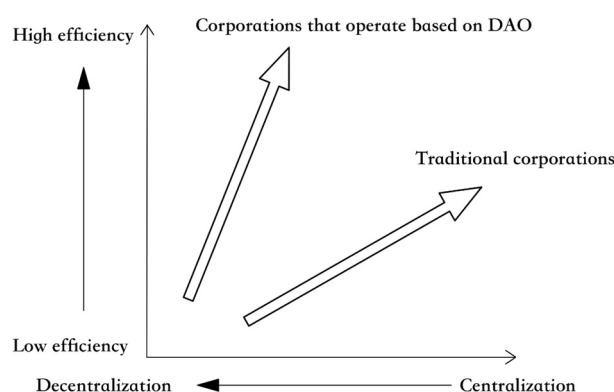 Corporations that operate based on DAO
High efficiency
Traditional corporations
Low efficiency
Decentralization
Centralization